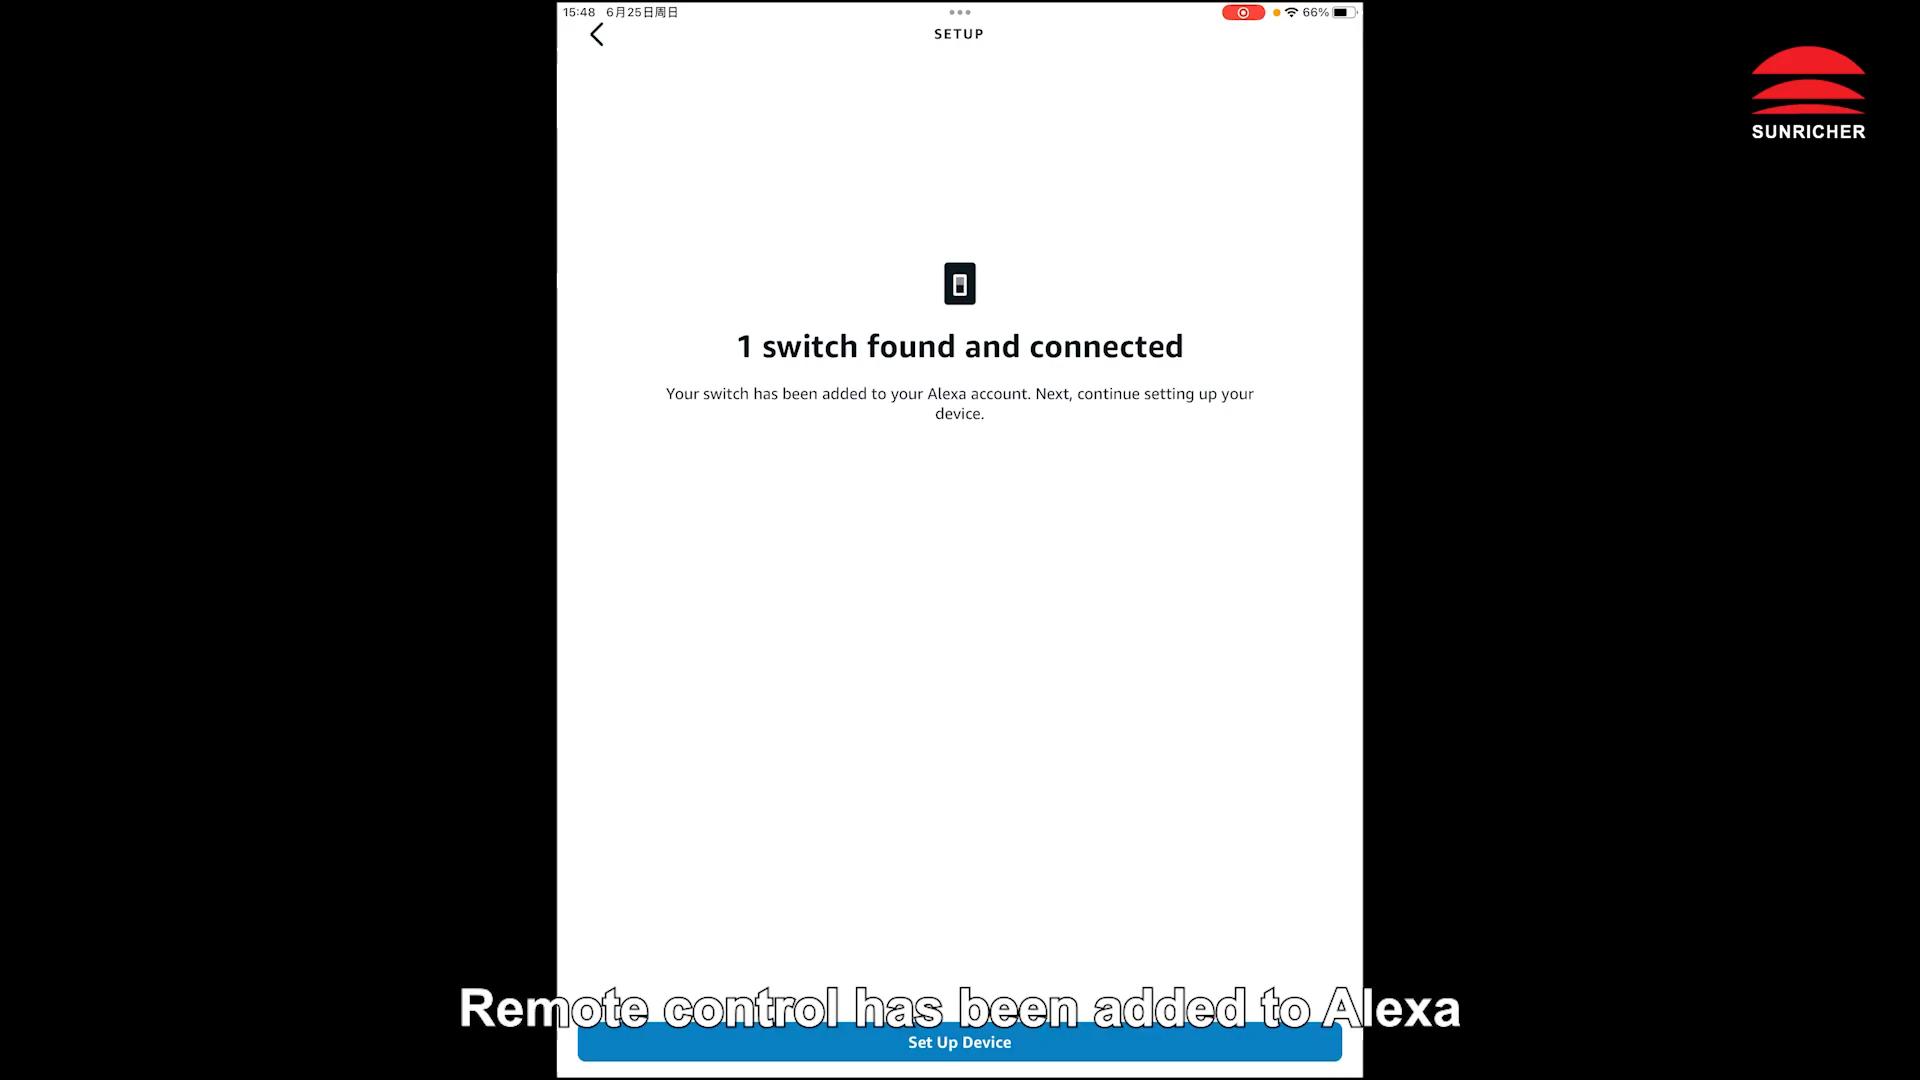 15:48 6月25日周日
66%
SETUP
SUNRICHER
1 switch found and connected
Your switch has been added to your Alexa account. Next, continue setting up your
device.
Remote control has been added to Alexa
Set Up Device